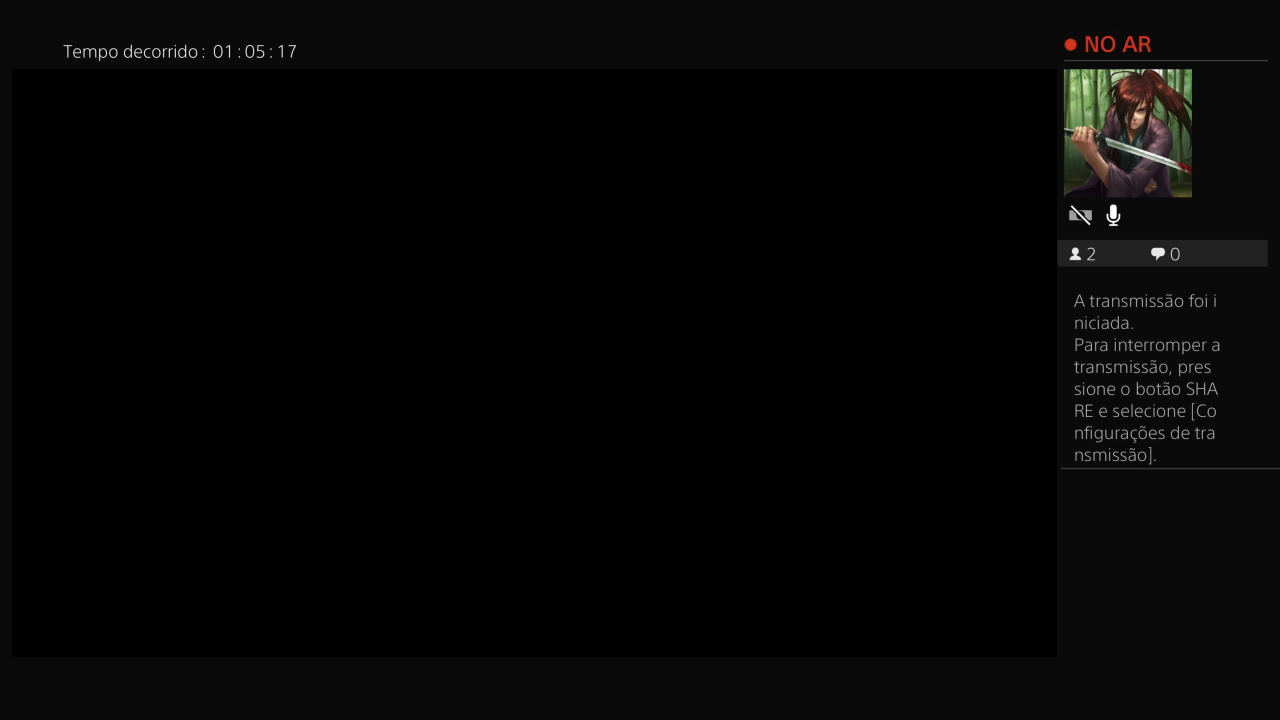 Tempo decorrido : 01 : 05 : 17
NO AR
2
0
A transmissão foi i
niciada.
Para interromper a
transmissão, pres
sione o botão SHA
RE e selecione [Co
nfigurações de tra
nsmissão].